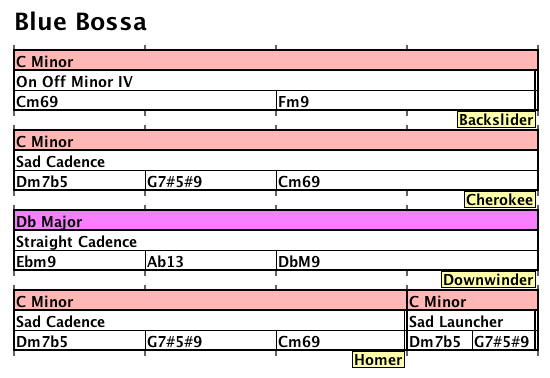 Blue Bossa
C Minor
On Off Minor IV
Cm69 Fm9
Backslider
C Minor
Sad Cadence
Dm7b5 G7#5#9 Cm69
Cherokee
Db Major
Straight Cadence
Ebm9 Ab13 DbM9
Downwinder
C Minor C Minor
Sad Cadence Sad Launcher
Dm7b5 G7#5#9 Cm69 Dm7b5 G7#5#9
Homer